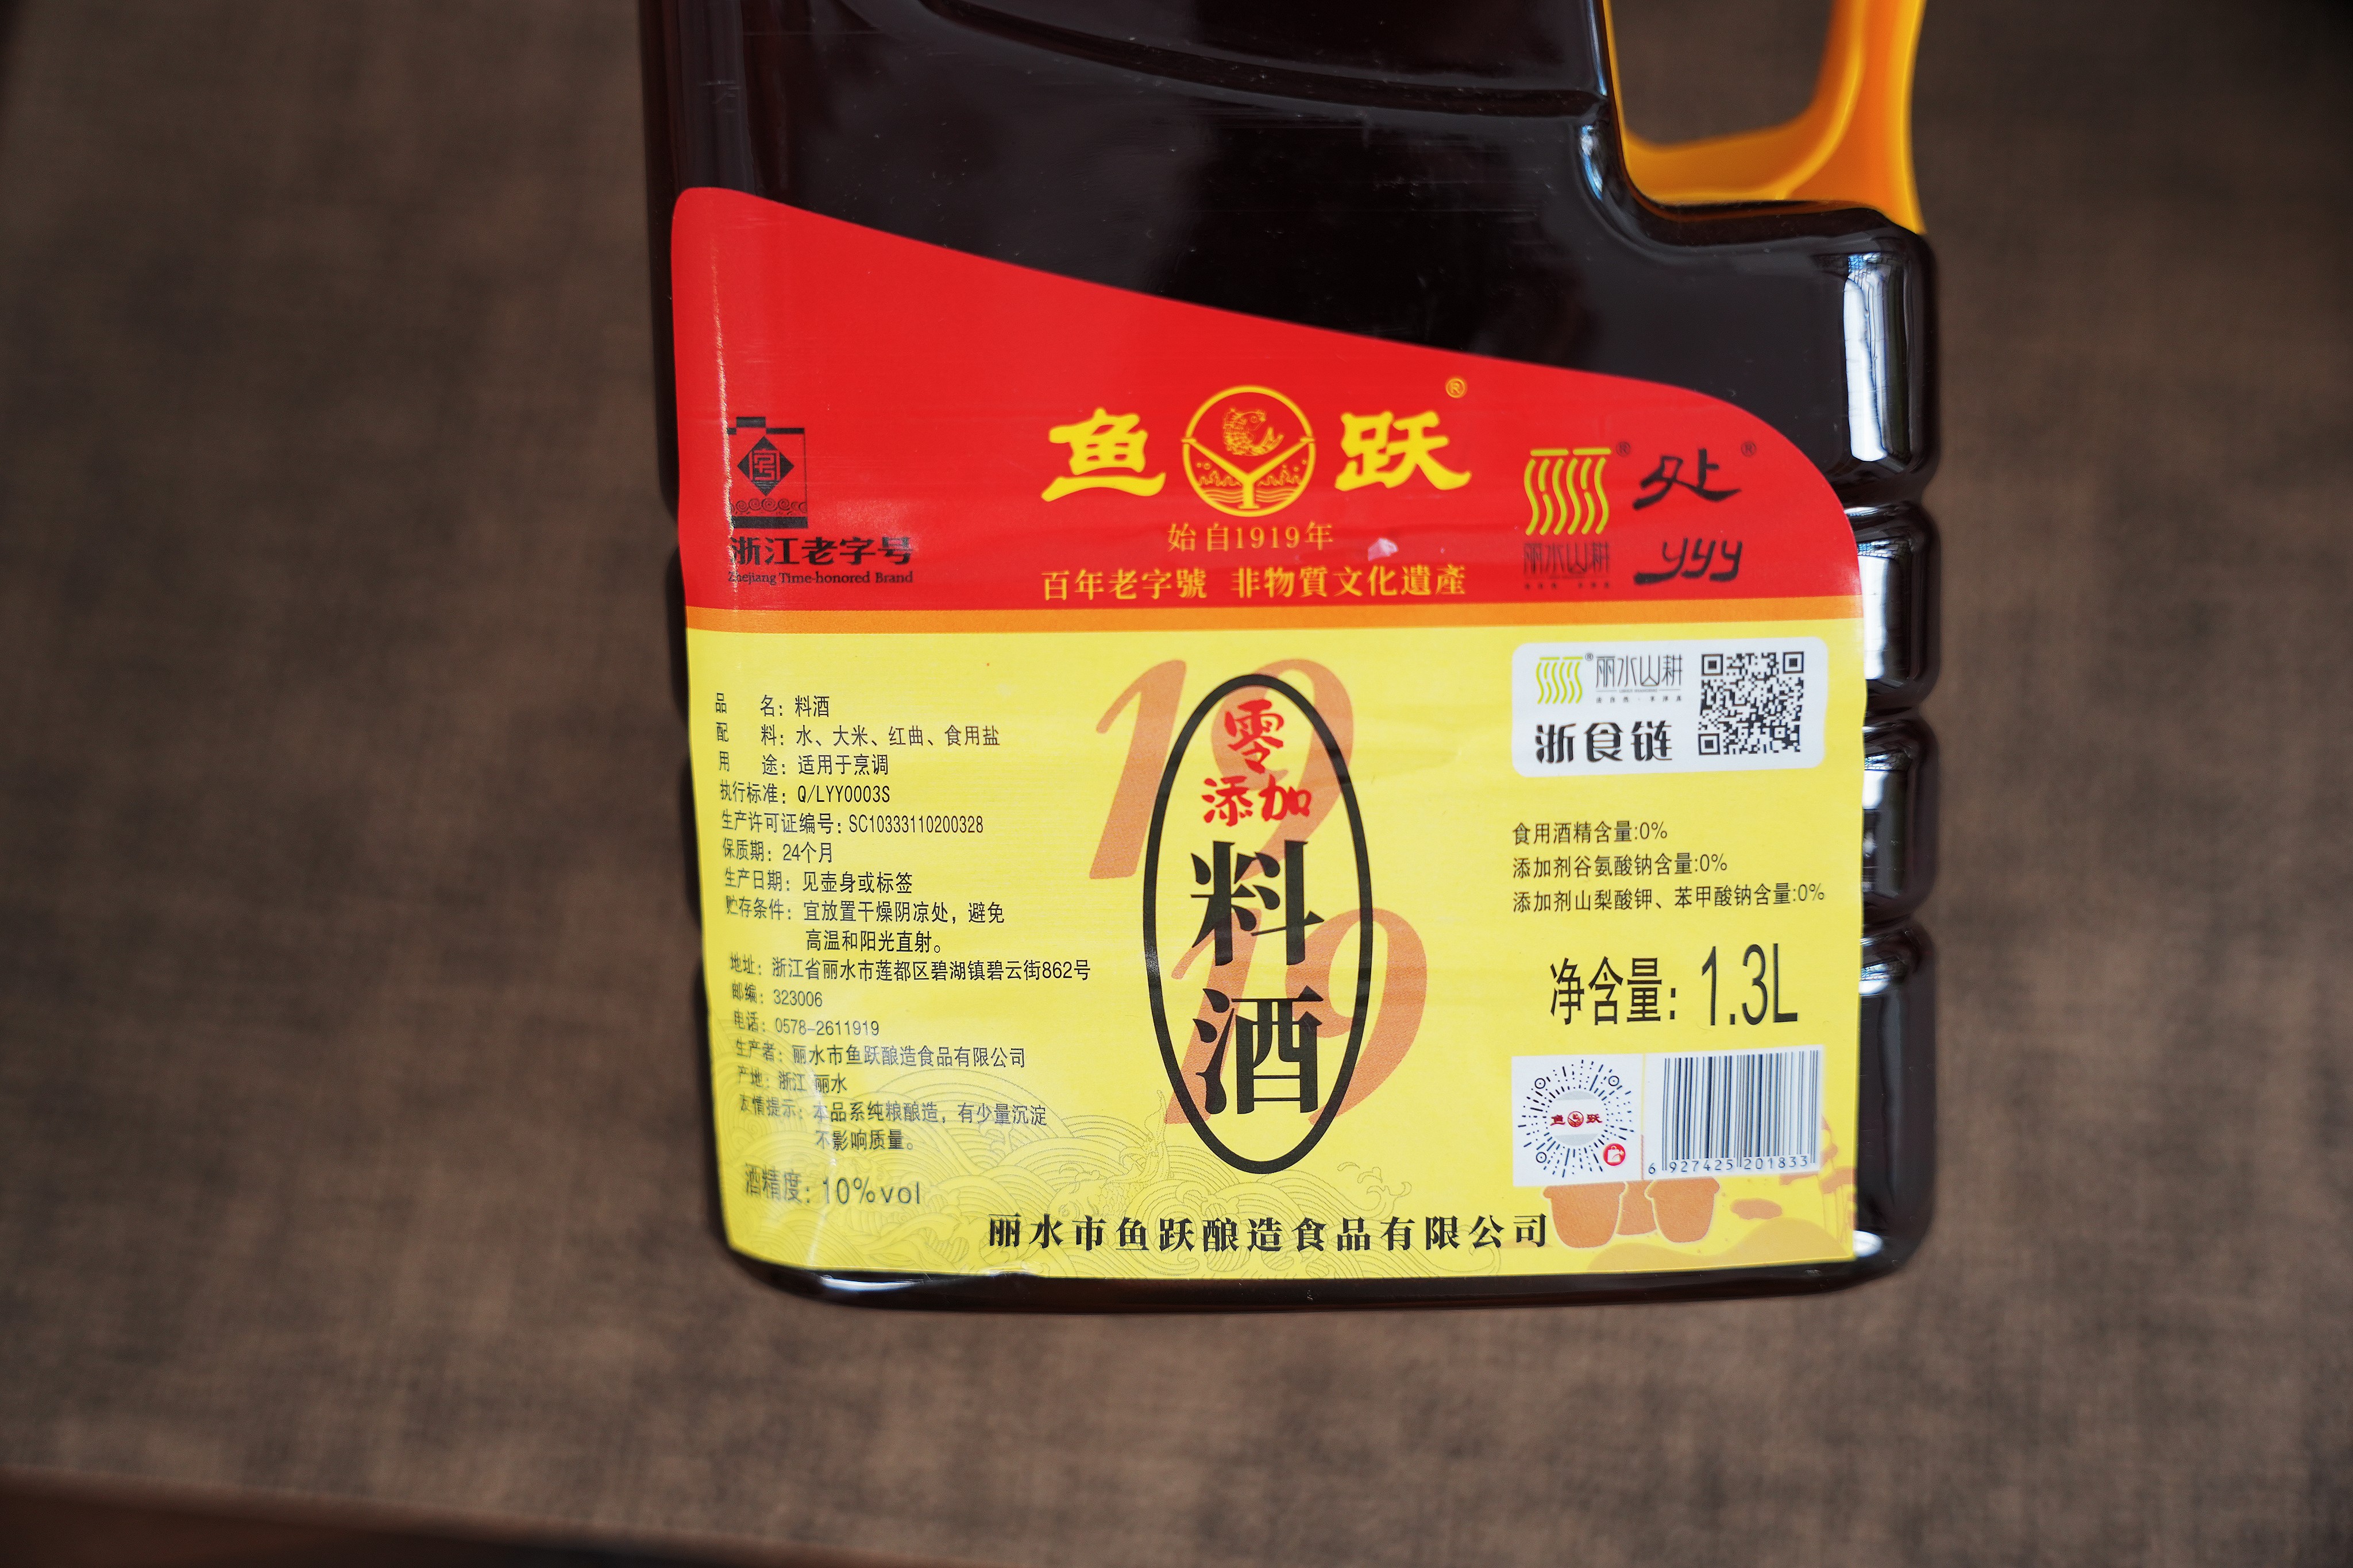 鱼跃®
始自1919年
百年老字號 非物質文化遺產
浙江老字号
Zhejiang Time-honored Brand
®
丽水山耕
处®
yyy
品 名：料酒
配 料：水、大米、红曲、食用盐
用 途：适用于烹调
执行标准：Q/LYY0003S
生产许可证编号：SC10333110200328
保质期：24个月
生产日期：见壶身或标签
贮存条件：宜放置干燥阴凉处，避免
高温和阳光直射。
地址：浙江省丽水市莲都区碧湖镇碧云街862号
邮编：323006
电话：0578-2611919
生产者：丽水市鱼跃酿造食品有限公司
产地：浙江 丽水
友情提示：本品系纯粮酿造，有少量沉淀
不影响质量。
酒精度：10%vol
19
19
零
添加
料
酒
®丽水山耕
浙食链
食用酒精含量:0%
添加剂谷氨酸钠含量:0%
添加剂山梨酸钾、苯甲酸钠含量:0%
净含量：1.3L
鱼跃
6 927425 201833
丽水市鱼跃酿造食品有限公司